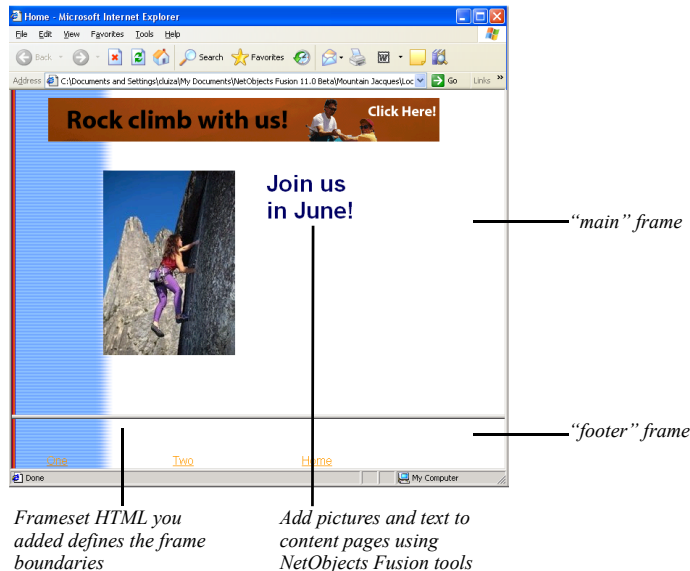 Home - Microsoft Internet Explorer
File Edit View Favorites Tools Help
Back Search Favorites
Address C:\Documents and Settings\cluiza\My Documents\NetObjects Fusion 11.0 Beta\Mountain Jacques\Loc Go Links »
Rock climb with us! Click Here!
Join us
in June!
“main” frame
“footer” frame
One Two Home
Done My Computer
Frameset HTML you
added defines the frame
boundaries
Add pictures and text to
content pages using
NetObjects Fusion tools